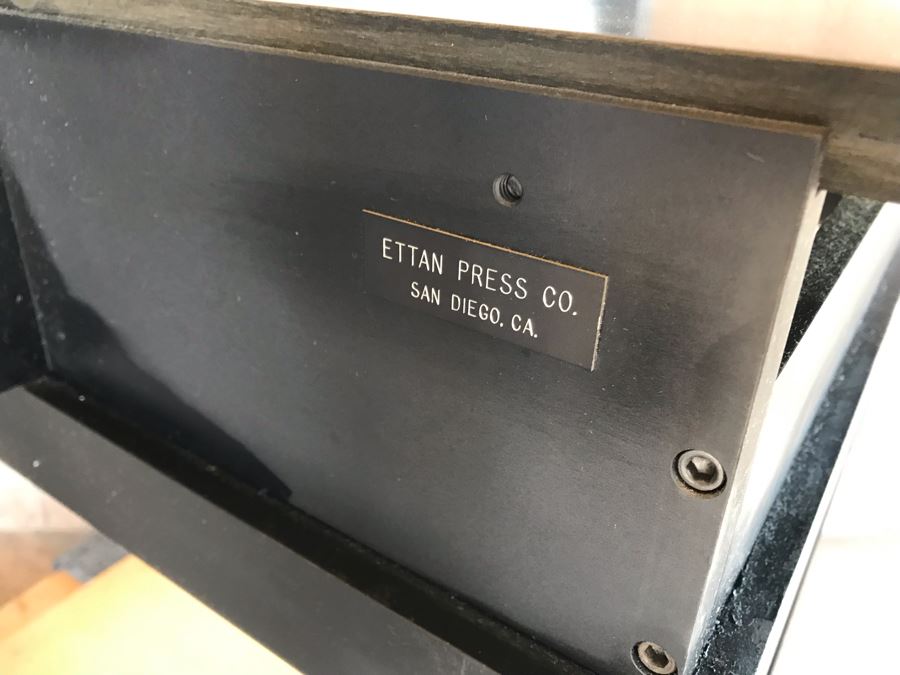 ETTAN PRESS CO.
SAN DIEGO, CA.